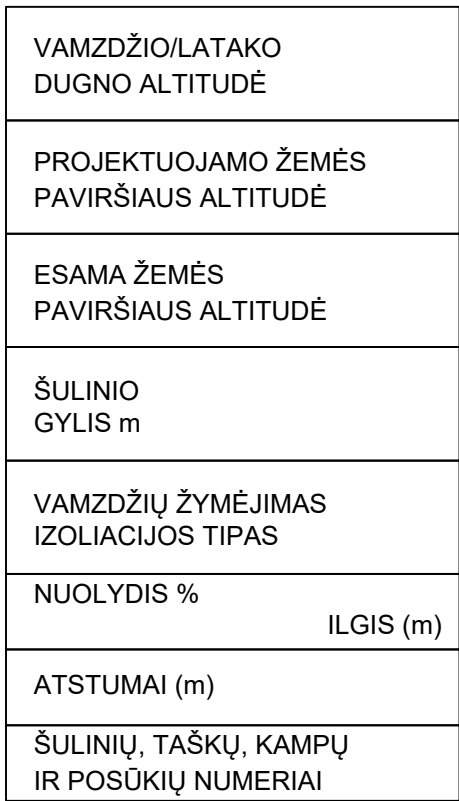 VAMZDŽIO/LATAKO
DUGNO ALTITUDĖ
PROJEKTUOJAMO ŽEMĖS
PAVIRŠIAUS ALTITUDĖ
ESAMA ŽEMĖS
PAVIRŠIAUS ALTITUDĖ
ŠULINIO
GYLIS m
VAMZDŽIŲ ŽYMĖJIMAS
IZOLIACIJOS TIPAS
NUOLYDIS %
ILGIS (m)
ATSTUMAI (m)
ŠULINIŲ, TAŠKŲ, KAMPŲ
IR POSŪKIŲ NUMERIAI